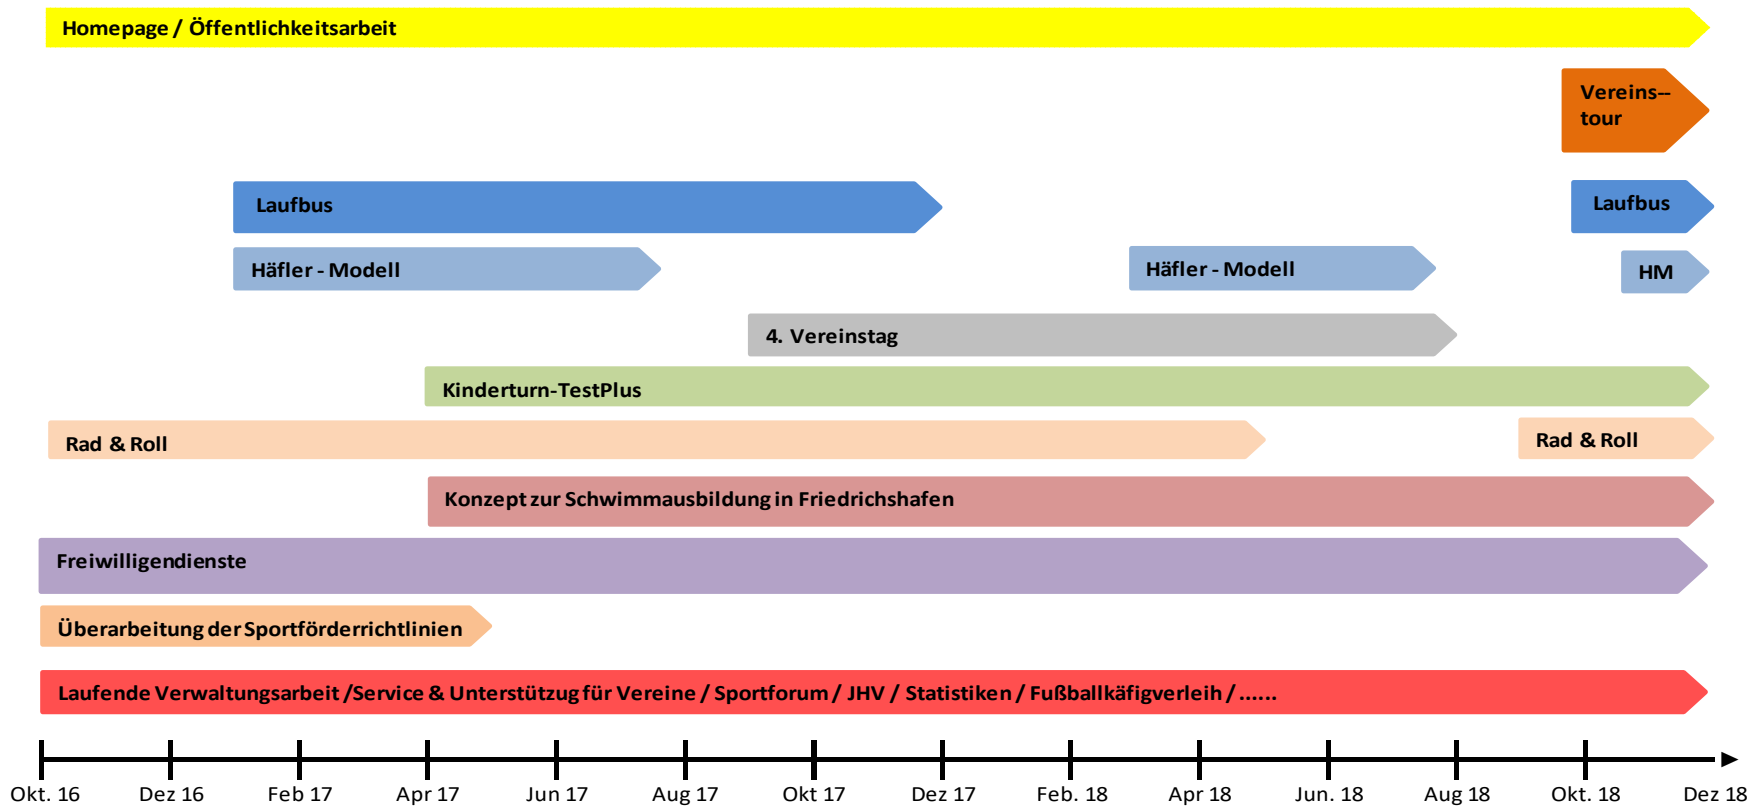 Homepage / Öffentlichkeitsarbeit
Vereins--
tour
Laufbus
Laufbus
Häfler - Modell
Häfler - Modell
HM
4. Vereinstag
Kinderturn-TestPlus
Rad & Roll
Rad & Roll
Konzept zur Schwimmausbildung in Friedrichshafen
Freiwilligendienste
Überarbeitung der Sportförderrichtlinien
Laufende Verwaltungsarbeit /Service & Unterstützug für Vereine / Sportforum / JHV / Statistiken / Fußballkäfigverleih / ......
Okt. 16 Dez 16 Feb 17 Apr 17 Jun 17 Aug 17 Okt 17 Dez 17 Feb. 18 Apr 18 Jun. 18 Aug 18 Okt. 18 Dez 18